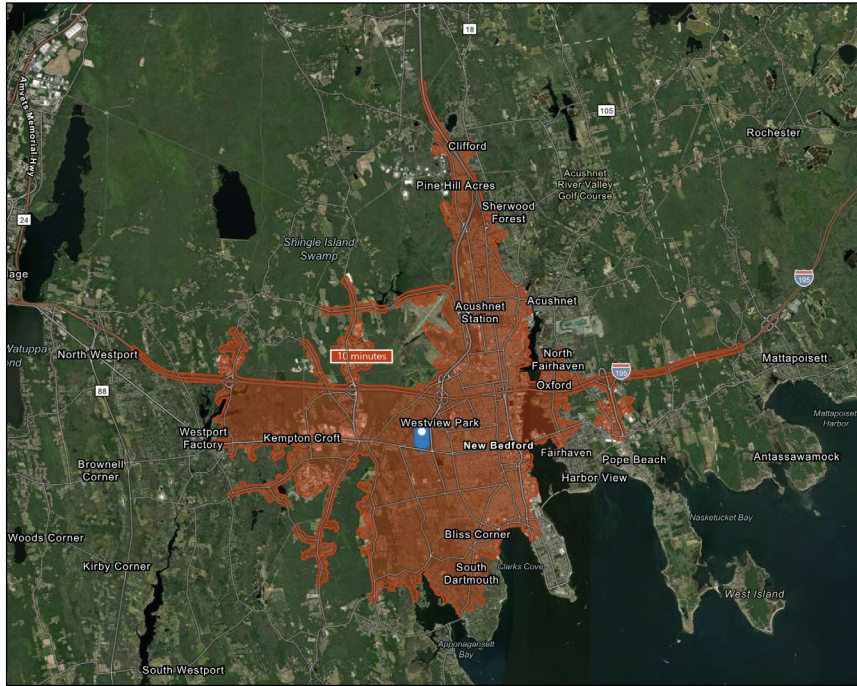 18
105
Rochester
Clifford
Amvets Memorial Hwy
Acushnet
River Valley
Golf Course
Pine Hill Acres
Sherwood
Forest
24
Shingle Island
Swamp
lage
195
Acushnet
Acushnet
Station
10 minutes
North Westport
Watuppa
ond
North
Fairhaven
Mattapoisett
195
Oxford
88
Mattapoiset
Harbor
Westview Park
Westport
Factory
Kempton Croft
New Bedford
Fairhaven
Pope Beach
Antassawamock
Brownell
Corner
Harbor View
Nasketucket Bay
Bliss Corner
Woods Corner
Kirby Corner
South
Dartmouth
Clarks Cove
West Island
Apponagansett
Bay
South Westport